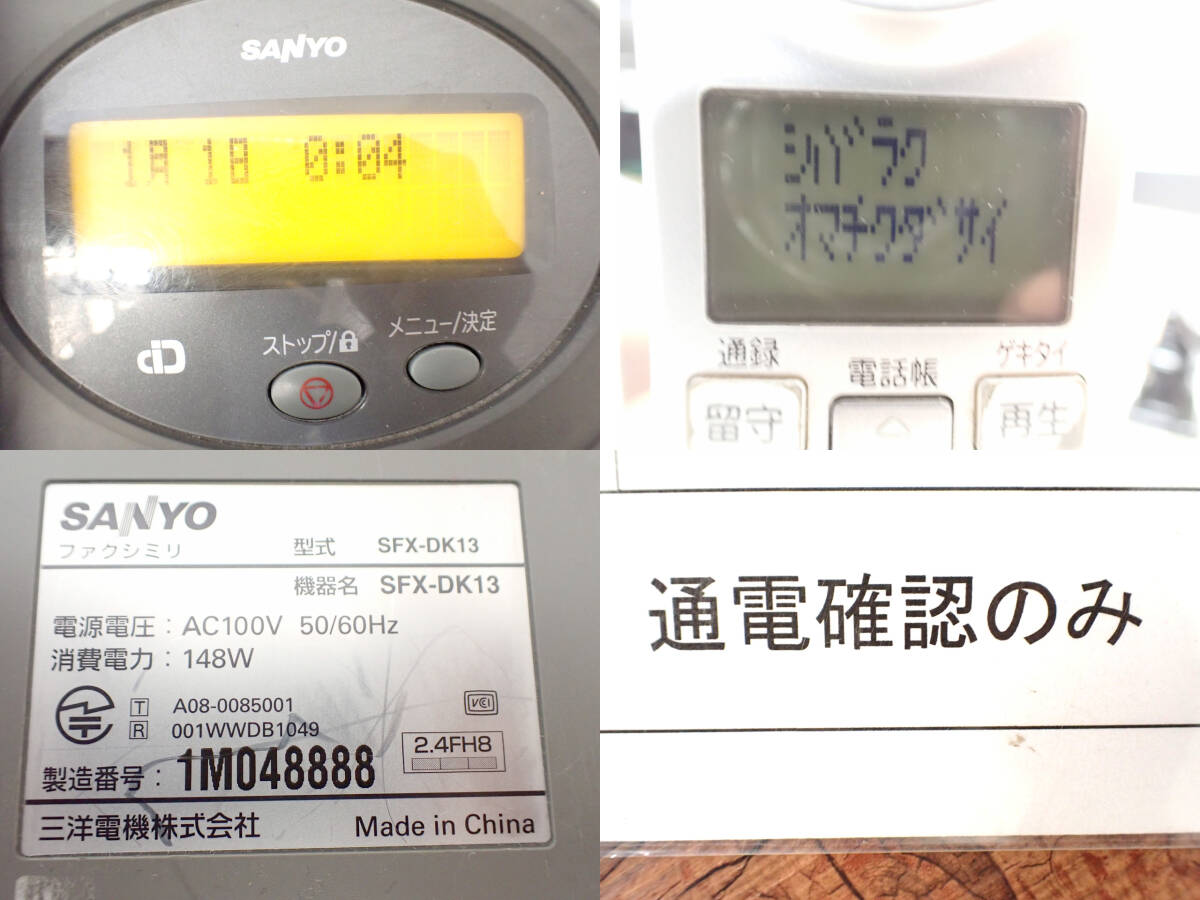 SANYO
1月 1日 0:04
ストップ/
メニュー/決定
シバラク
オマチクダサイ
通録
電話帳
ゲキタイ
留守
再生
SANYO
ファクシミリ
型式 SFX-DK13
機器名 SFX-DK13
電源電圧：AC100V 50/60Hz
消費電力：148W
T A08-0085001
VCI
R 001WWDB1049
2.4FH8
製造番号：1M048888
三洋電機株式会社 Made in China
通電確認のみ